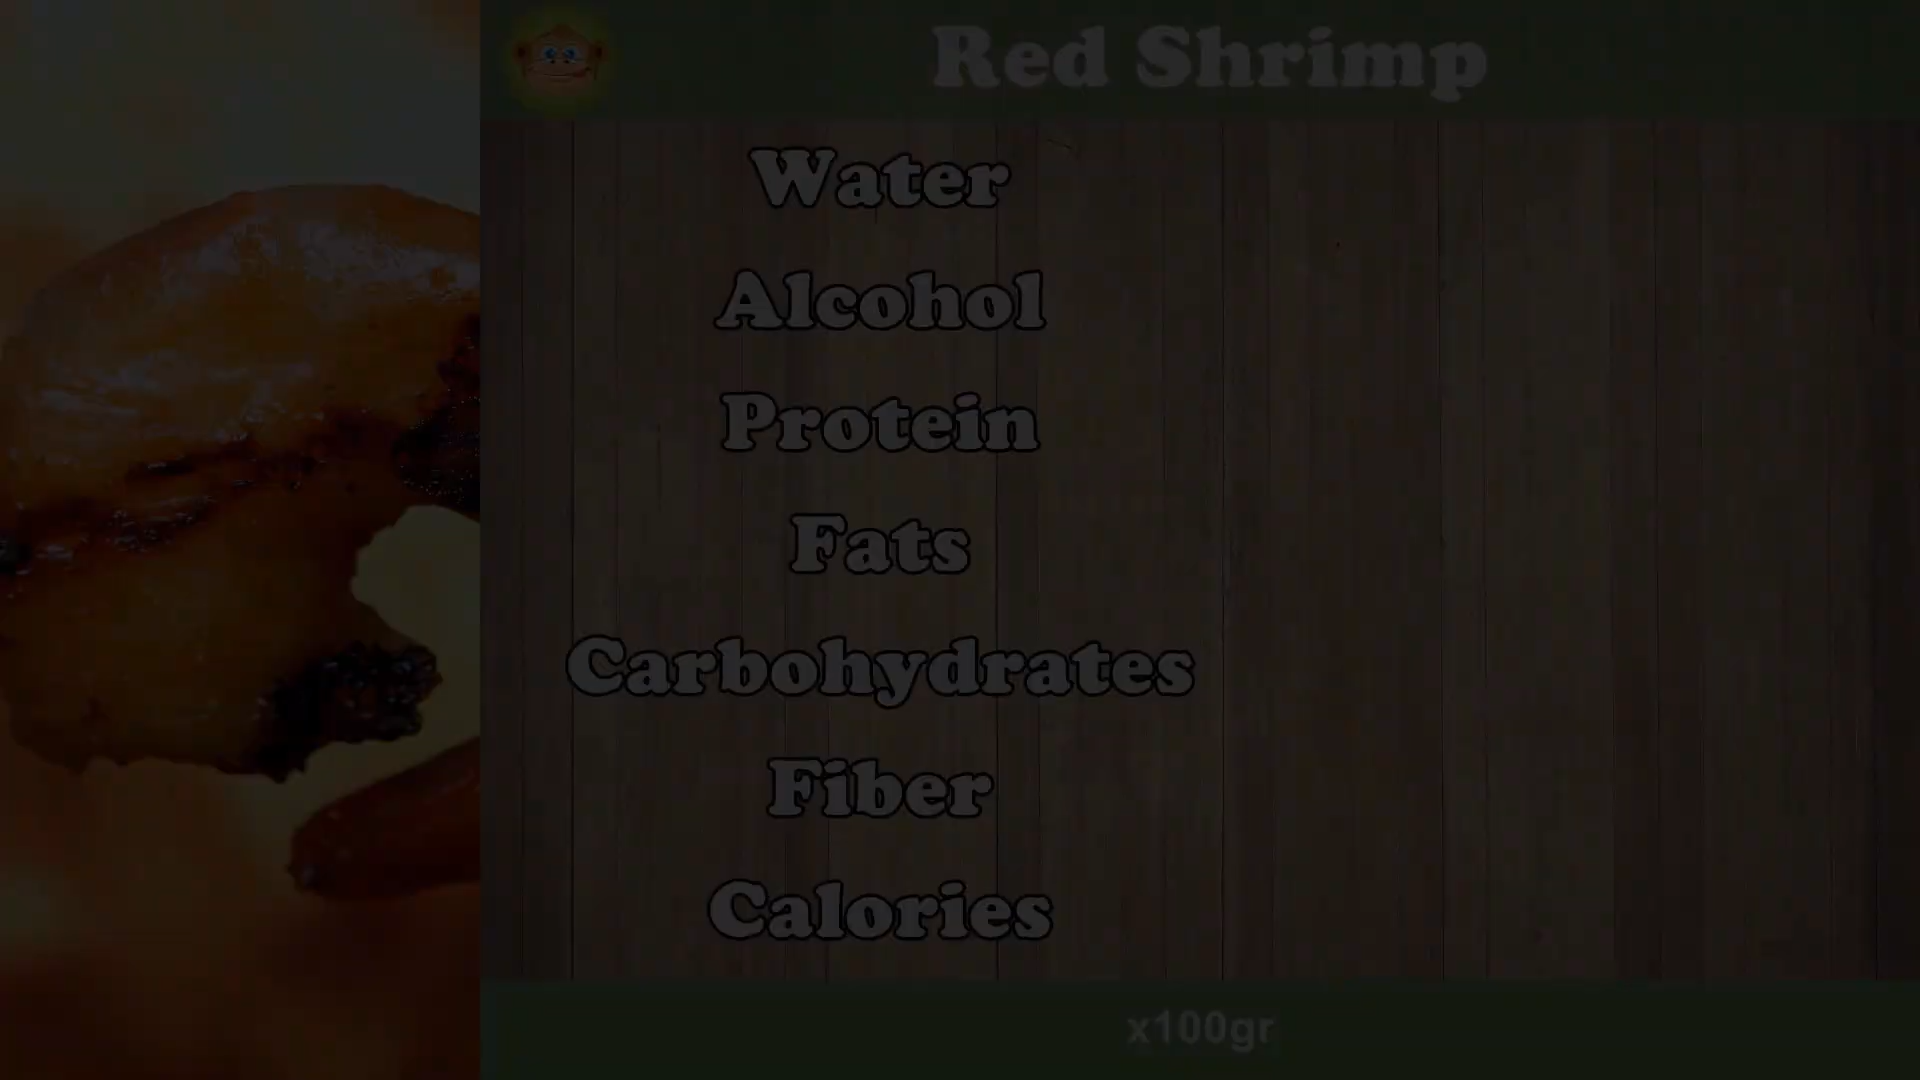 Red Shrimp
Water
Alcohol
Protein
Fats
Carbohydrates
Fiber
Calories
x100gr